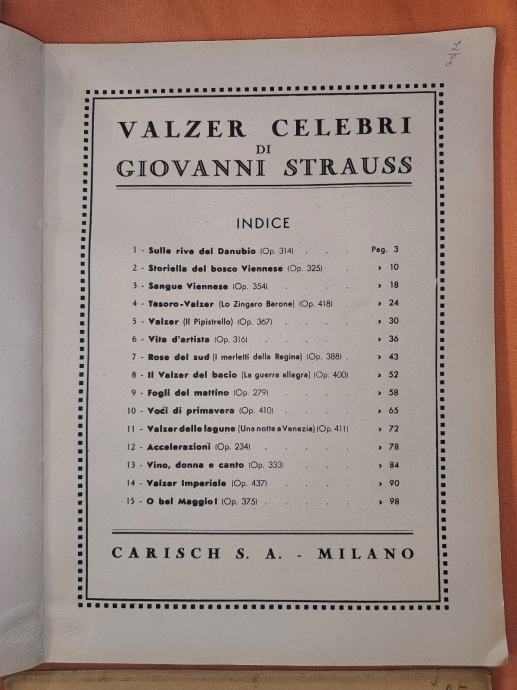 VALZER CELEBRI
DI
GIOVANNI STRAUSS
INDICE
1 - Sulle rive del Danubio (Op. 314) . . . Pag. 3
2 - Storiella del bosco Viennese (Op. 325) . » 10
3 - Sangue Viennese (Op. 354) . . . . » 18
4 - Tesoro-Valzer (Lo Zingaro Barone) (Op. 418) . » 24
5 - Valzer (Il Pipistrello) (Op. 367) . . . . » 30
6 - Vita d'artista (Op. 316) . . . . . » 36
7 - Rose del sud (I merletti della Regina) (Op. 388) . » 43
8 - Il Valzer del bacio (La guerra allegra) (Op. 400) » 52
9 - Fogli del mattino (Op. 279) . . . . » 58
10 - Voci di primavera (Op. 410) . . . . » 65
11 - Valzer delle lagune (Una notte a Venezia) (Op. 411) » 72
12 - Accelerazioni (Op. 234) . . . . . » 78
13 - Vino, donna e canto (Op. 333) . . . » 84
14 - Valzer Imperiale (Op. 437) . . . . » 90
15 - O bel Maggio! (Op. 375) . . . . . » 98
CARISCH S. A. - MILANO